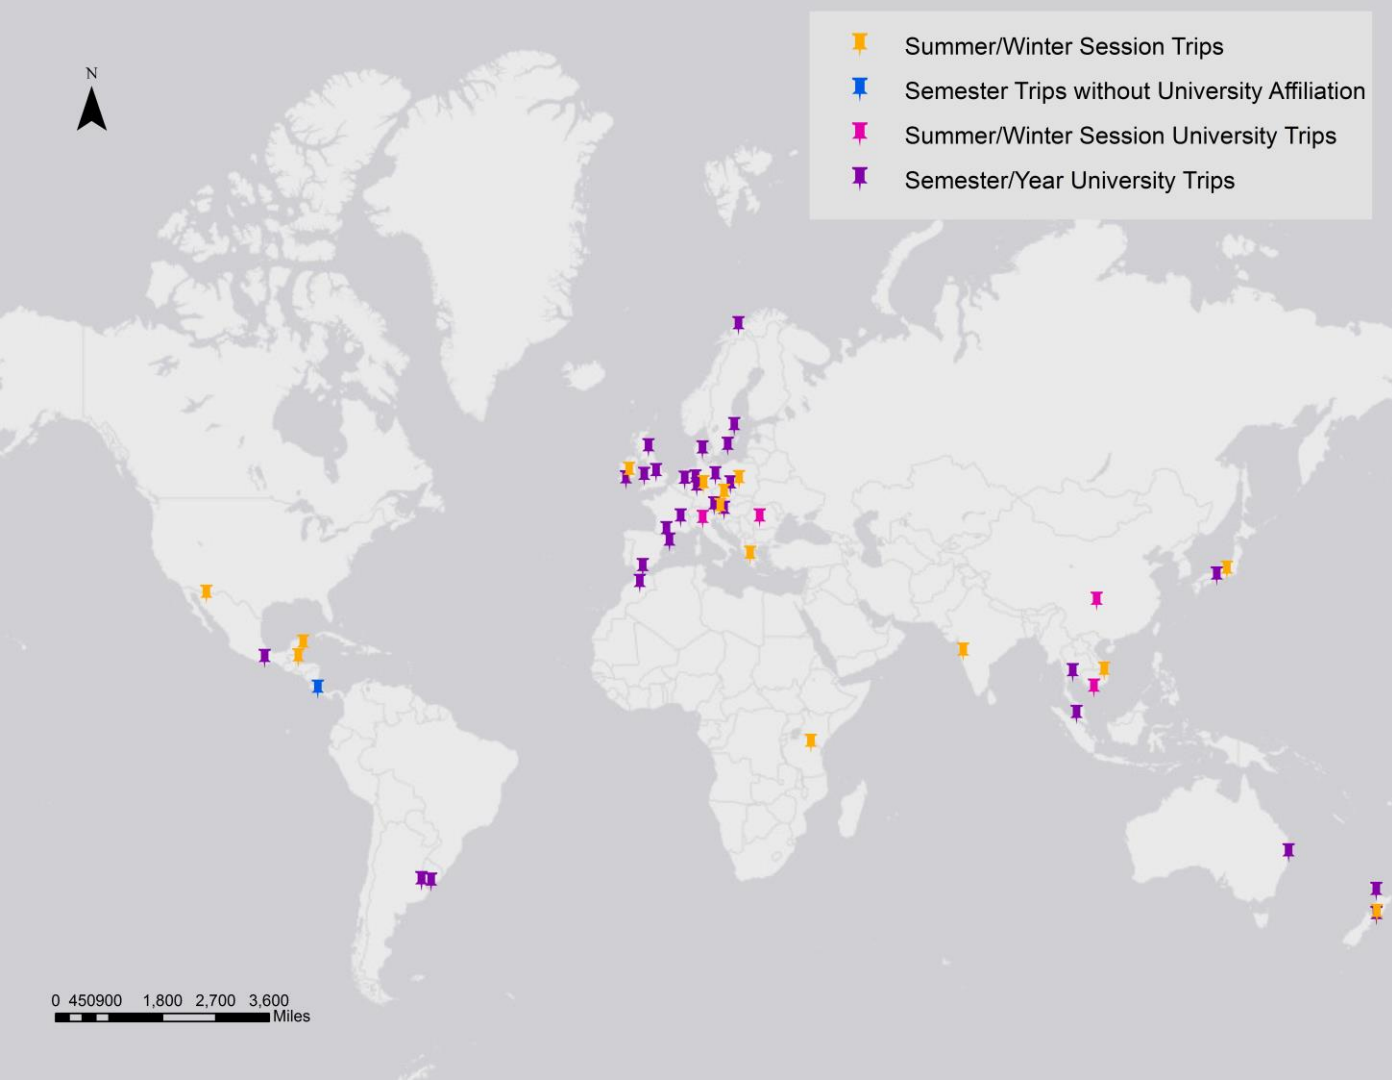 N
Summer/Winter Session Trips
Semester Trips without University Affiliation
Summer/Winter Session University Trips
Semester/Year University Trips
0 450900 1,800 2,700 3,600
Miles